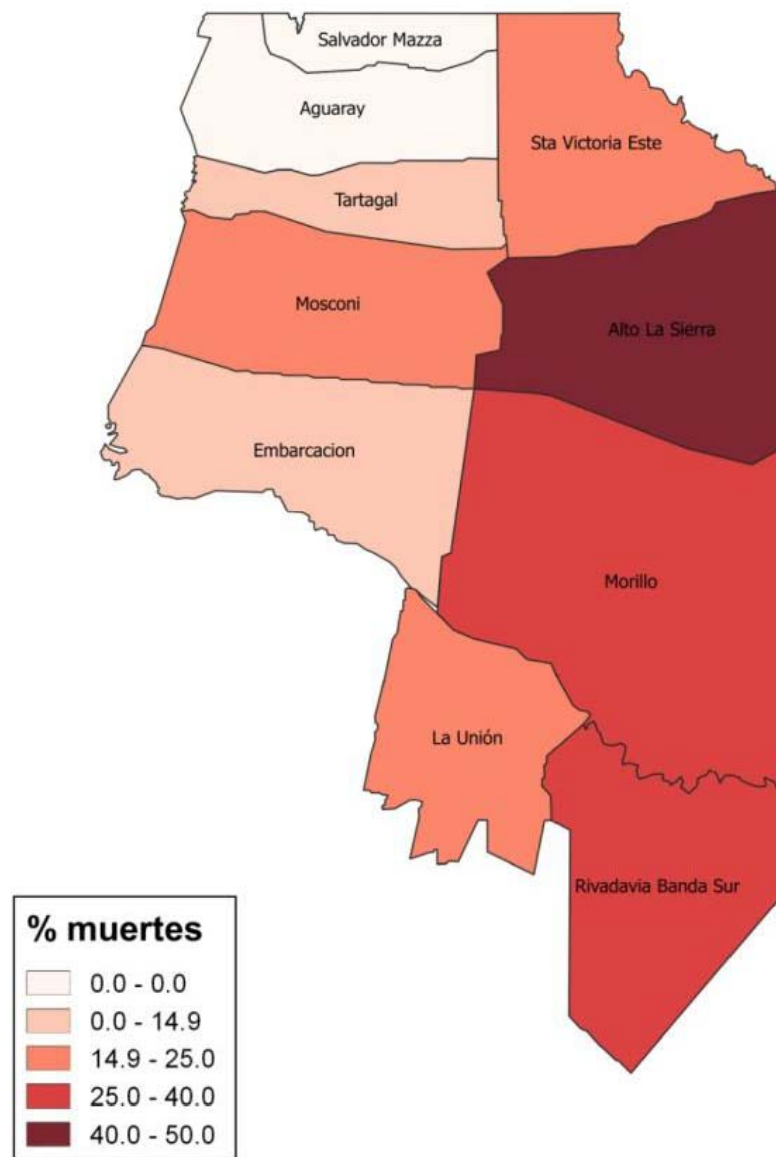 Salvador Mazza
Aguaray
Sta Victoria Este
Tartagal
Mosconi
Alto La Sierra
Embarcacion
Morillo
La Unión
Rivadavia Banda Sur
% muertes
0.0 - 0.0
0.0 - 14.9
14.9 - 25.0
25.0 - 40.0
40.0 - 50.0